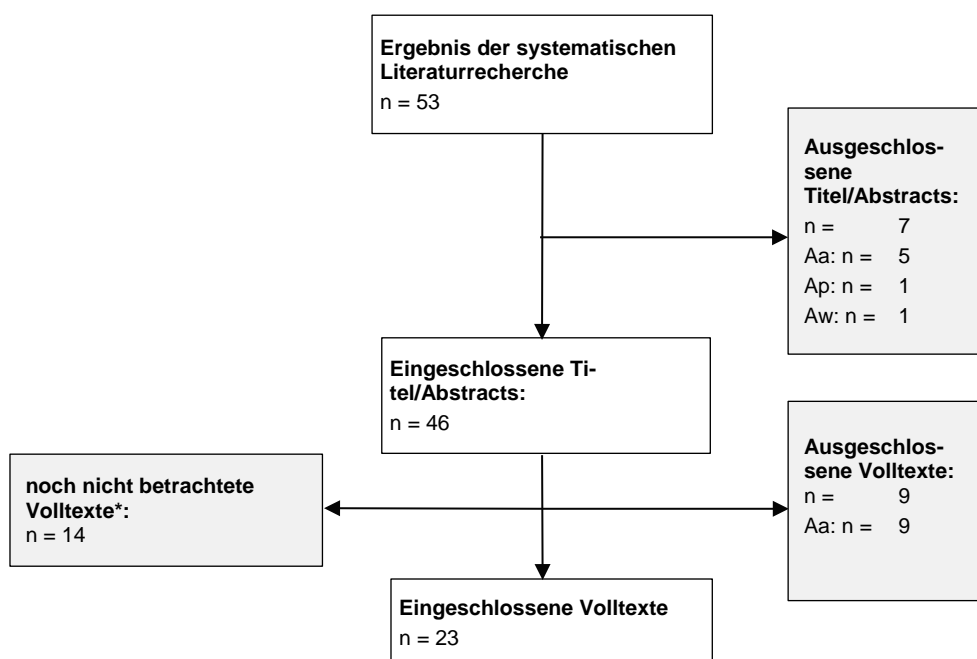 Ergebnis der systematischen
Literaturrecherche
n = 53
Ausgeschlos-
sene
Titel/Abstracts:
n = 7
Aa: n = 5
Ap: n = 1
Aw: n = 1
Eingeschlossene Ti-
tel/Abstracts:
n = 46
Ausgeschlos-
sene Volltexte:
n = 9
Aa: n = 9
noch nicht betrachtete
Volltexte*:
n = 14
Eingeschlossene Volltexte
n = 23